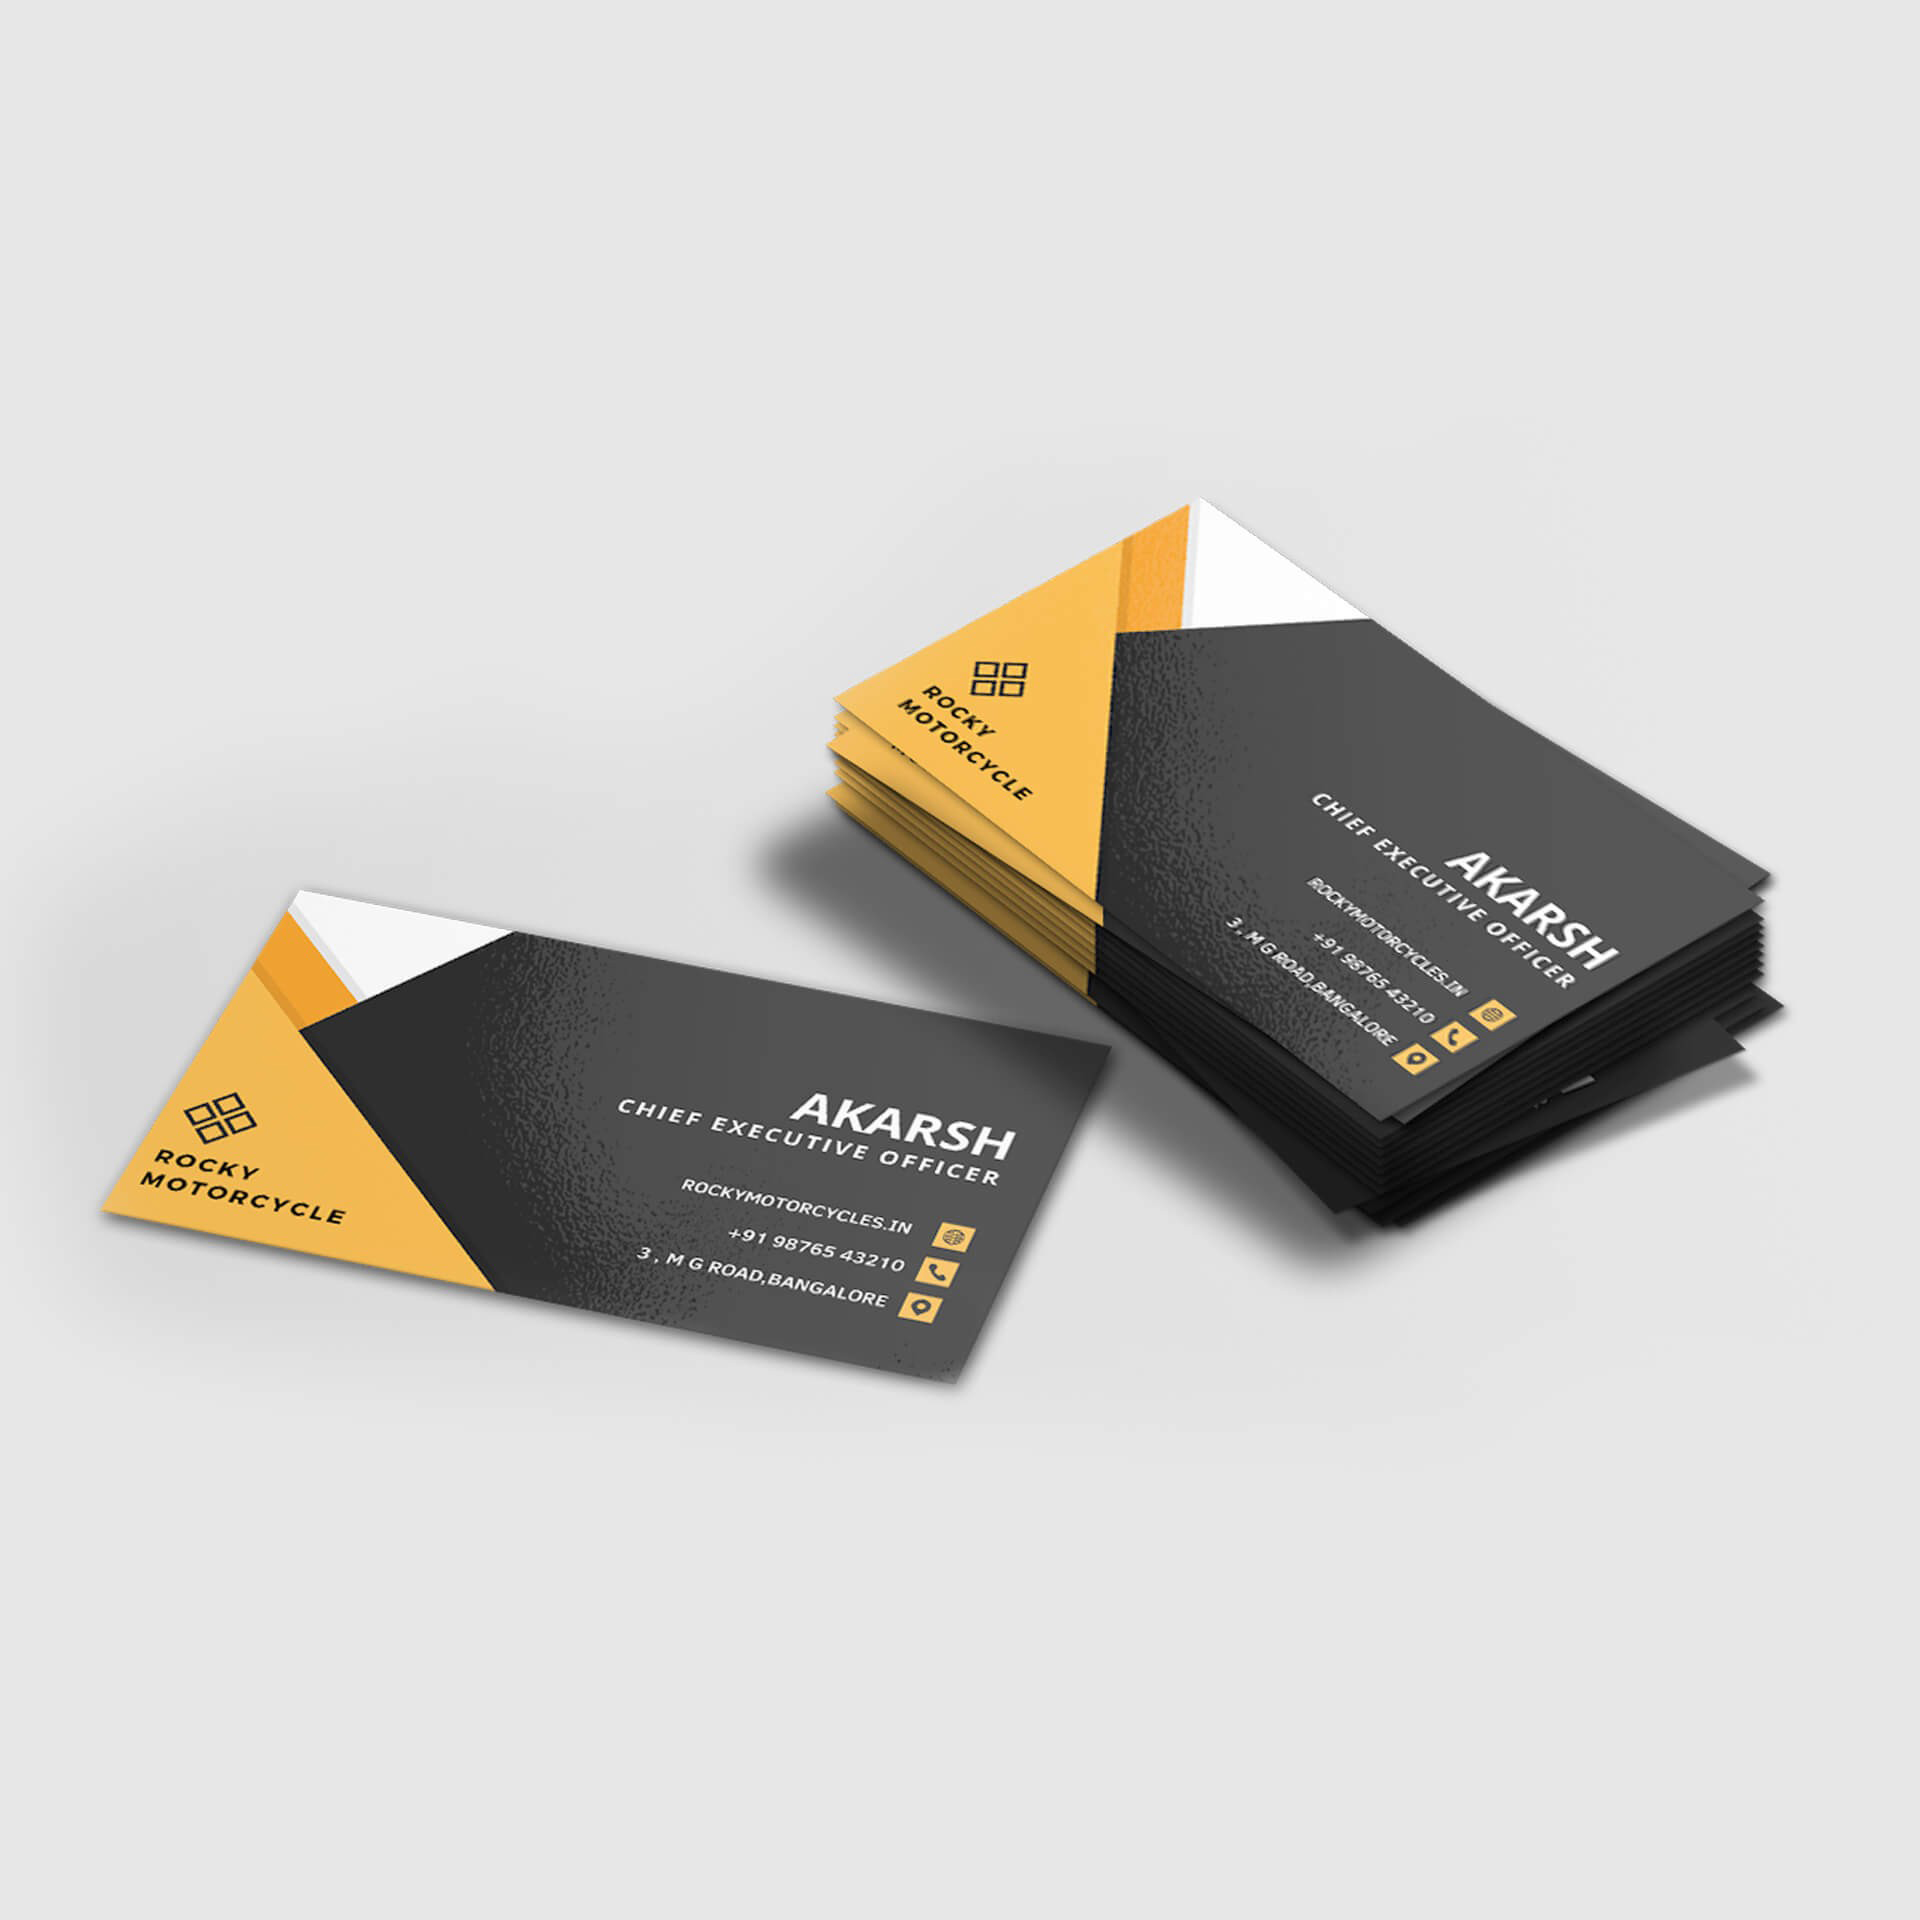 ROCKY
MOTORCYCLE
AKARSH
CHIEF EXECUTIVE OFFICER
ROCKYMOTORCYCLES.IN
+91 98765 43210
3 , M G ROAD,BANGALORE
ROCKY
MOTORCYCLE
AKARSH
CHIEF EXECUTIVE OFFICER
ROCKYMOTORCYCLES.IN
+91 98765 43210
3 , M G ROAD,BANGALORE